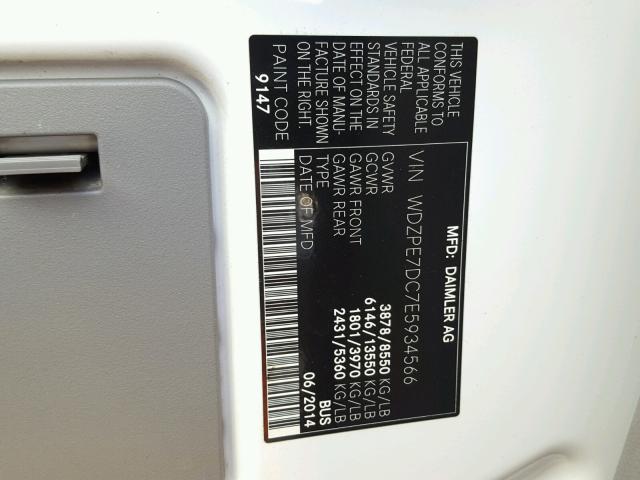 MFD: DAIMLER AG
VIN WDZPE7DC7E5934566
GVWR 3878/8550 KG/LB
GCWR 6146/13550 KG/LB
GAWR FRONT 1801/3970 KG/LB
GAWR REAR 2431/5360 KG/LB
TYPE BUS
DATE OF MFD. 06/2014
THIS VEHICLE
CONFORMS TO
ALL APPLICABLE
FEDERAL
VEHICLE SAFETY
STANDARDS IN
EFFECT ON THE
DATE OF MANU-
FACTURE SHOWN
ON THE RIGHT.
PAINT CODE
9147